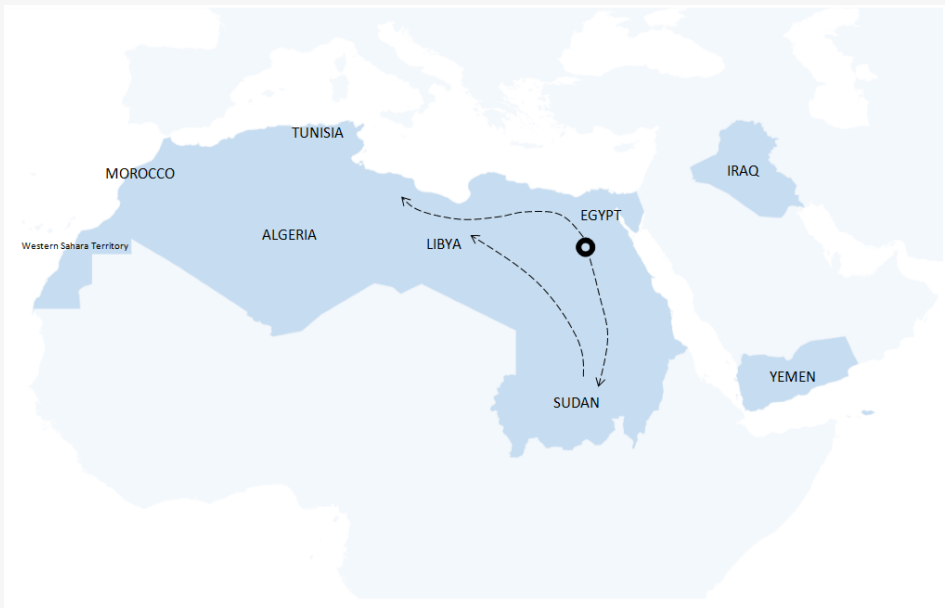 TUNISIA
MOROCCO
IRAQ
EGYPT
ALGERIA
LIBYA
Western Sahara Territory
YEMEN
SUDAN